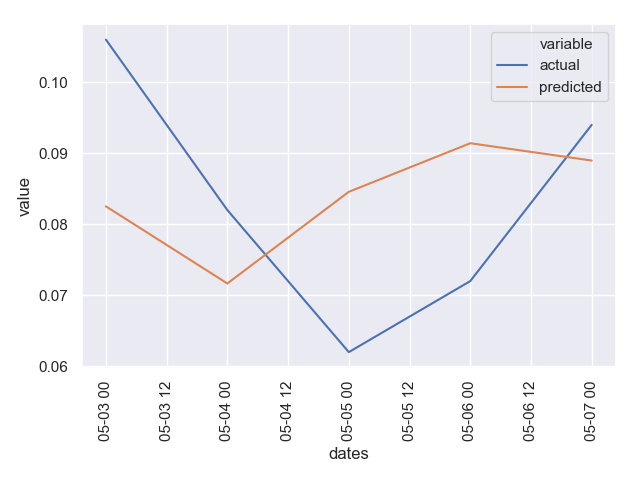 variable
actual
predicted
value
0.10
0.09
0.08
0.07
0.06
05-03 00
05-03 12
05-04 00
05-04 12
05-05 00
05-05 12
05-06 00
05-06 12
05-07 00
dates